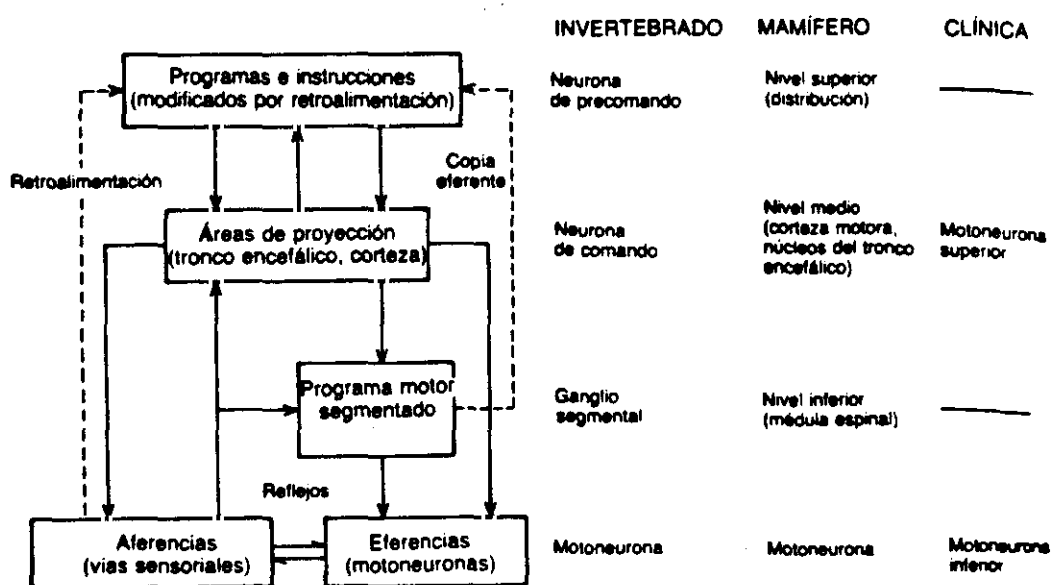 INVERTEBRADO MAMÍFERO CLÍNICA
Programas e instrucciones
(modificados por retroalimentación)
Neurona
de precomando
Nivel superior
(distribución)
Retroalimentación
Copia
eferente
Áreas de proyección
(tronco encefálico, corteza)
Neurona
de comando
Nivel medio
(corteza motora,
núcleos del tronco
encefálico)
Motoneurona
superior
Programa motor
segmentado
Ganglio
segmental
Nivel inferior
(médula espinal)
Reflejos
Aferencias
(vias sensoriales)
Eferencias
(motoneuronas)
Motoneurona
Motoneurona
Motoneurona
inferior